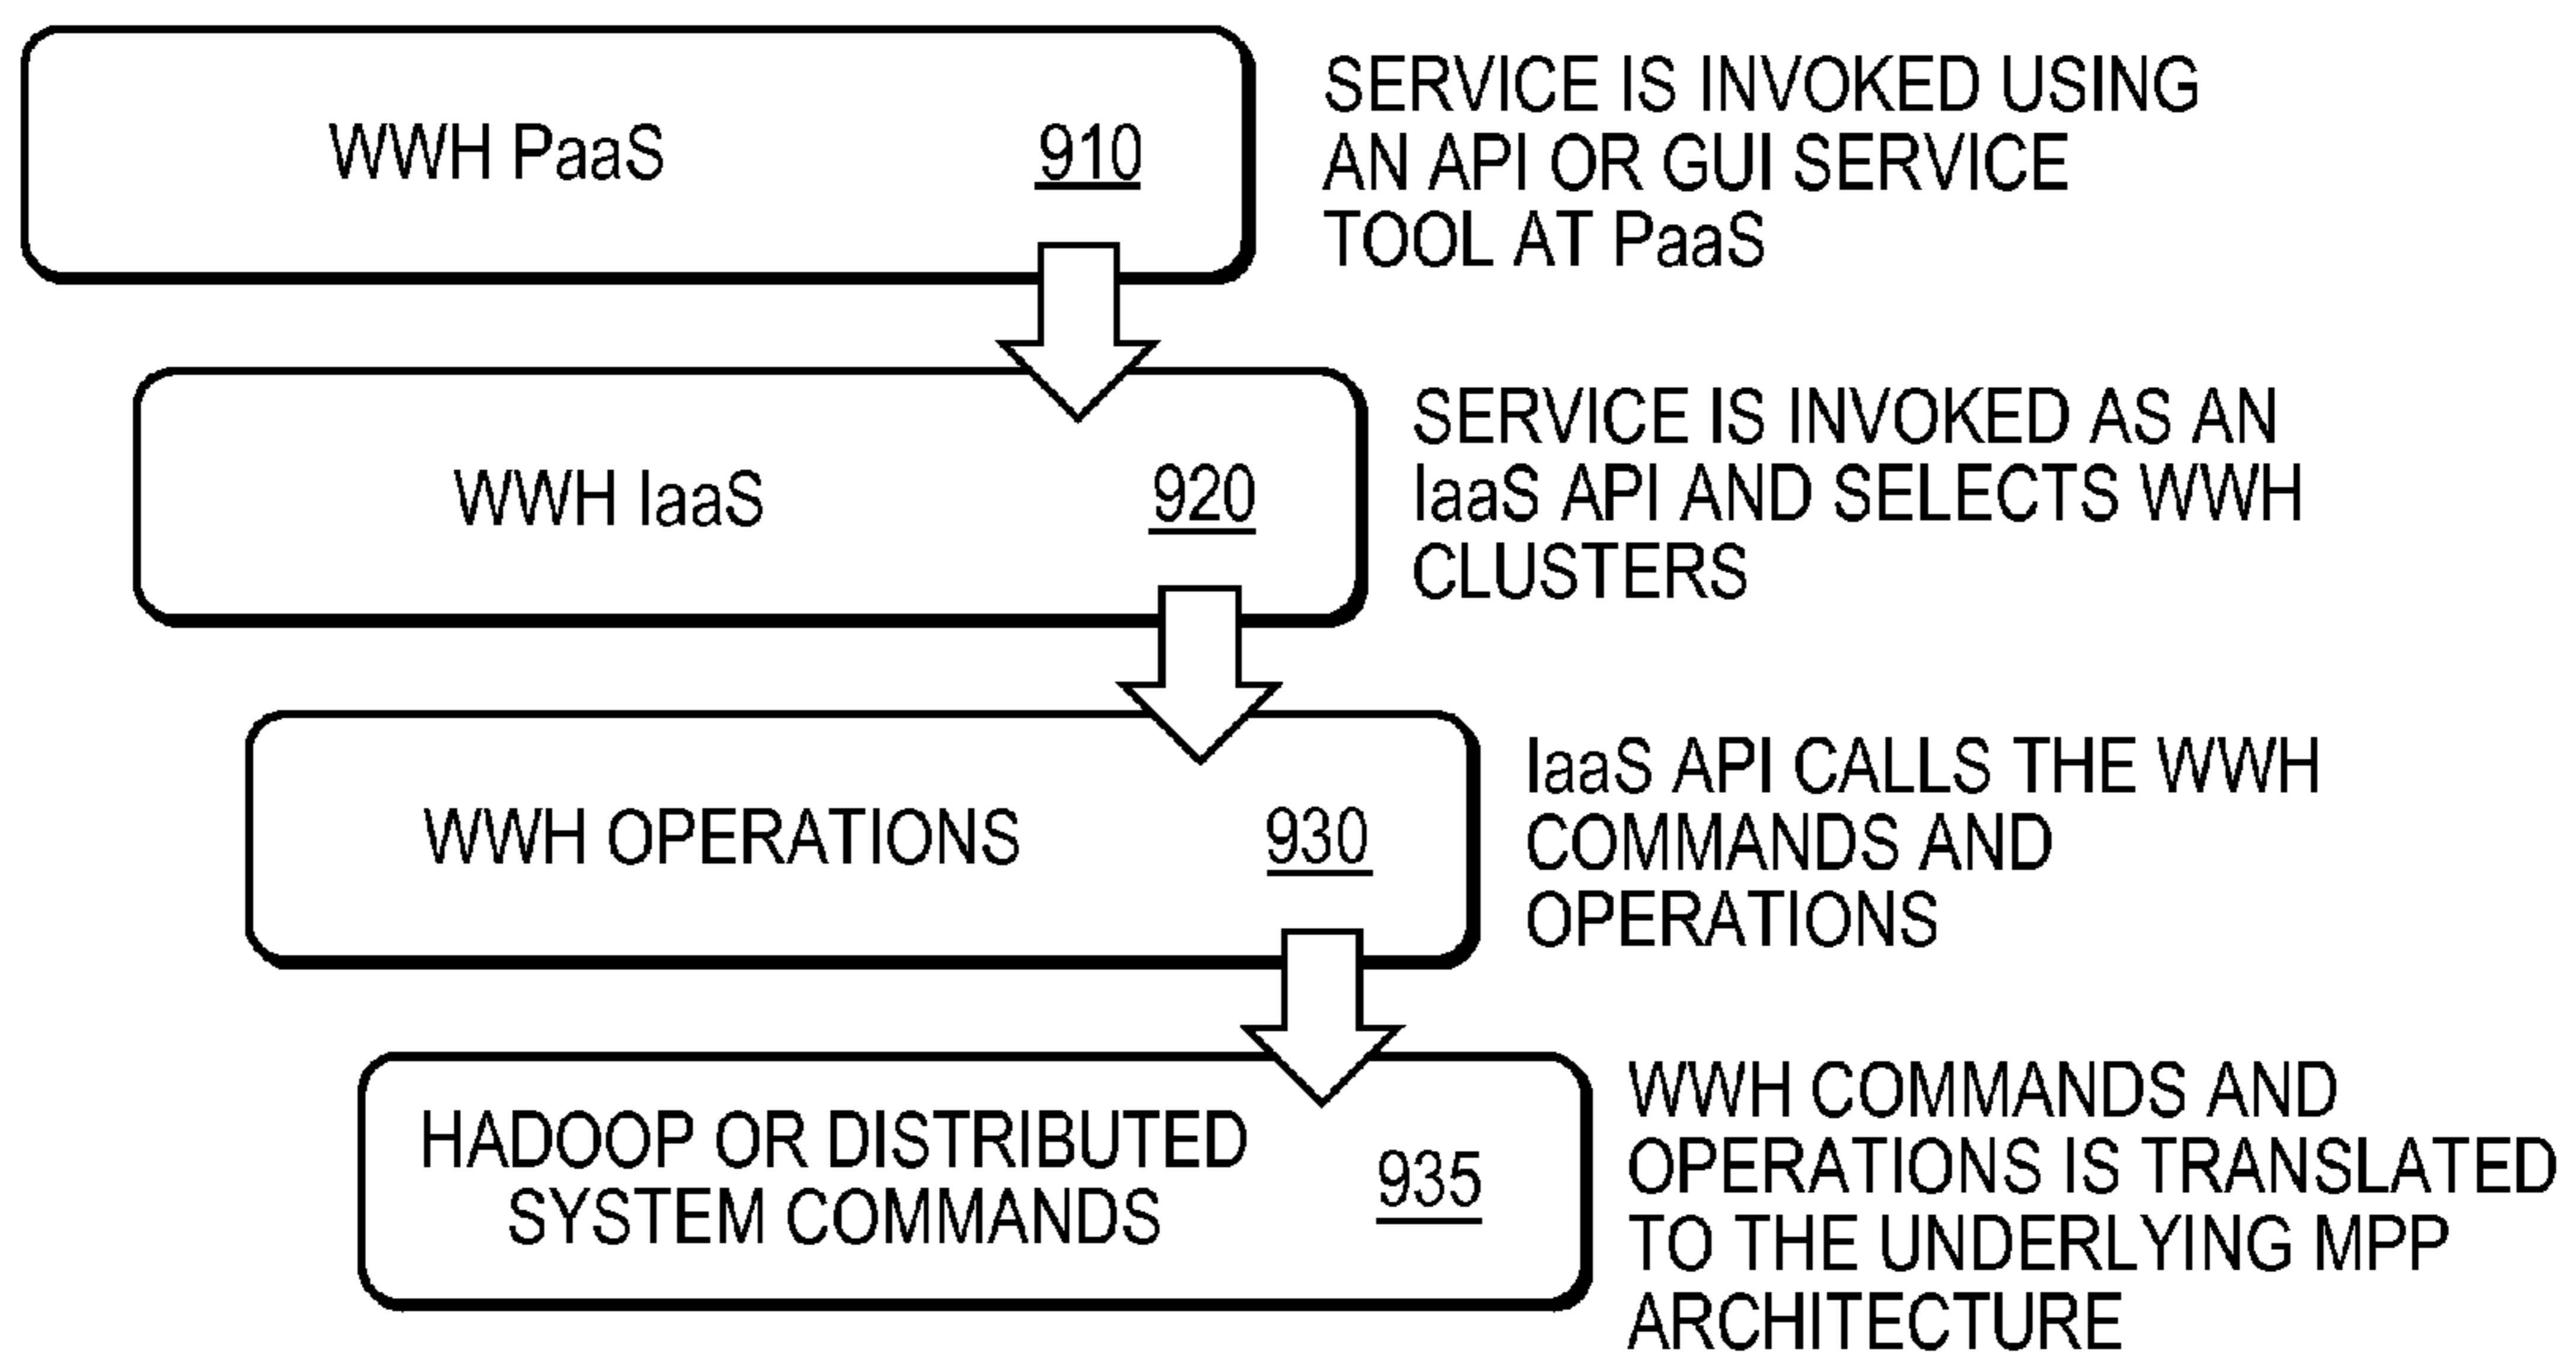 WWH PaaS 910
SERVICE IS INVOKED USING
AN API OR GUI SERVICE
TOOL AT PaaS
WWH IaaS 920
SERVICE IS INVOKED AS AN
IaaS API AND SELECTS WWH
CLUSTERS
WWH OPERATIONS 930
IaaS API CALLS THE WWH
COMMANDS AND
OPERATIONS
HADOOP OR DISTRIBUTED
SYSTEM COMMANDS
935
WWH COMMANDS AND
OPERATIONS IS TRANSLATED
TO THE UNDERLYING MPP
ARCHITECTURE